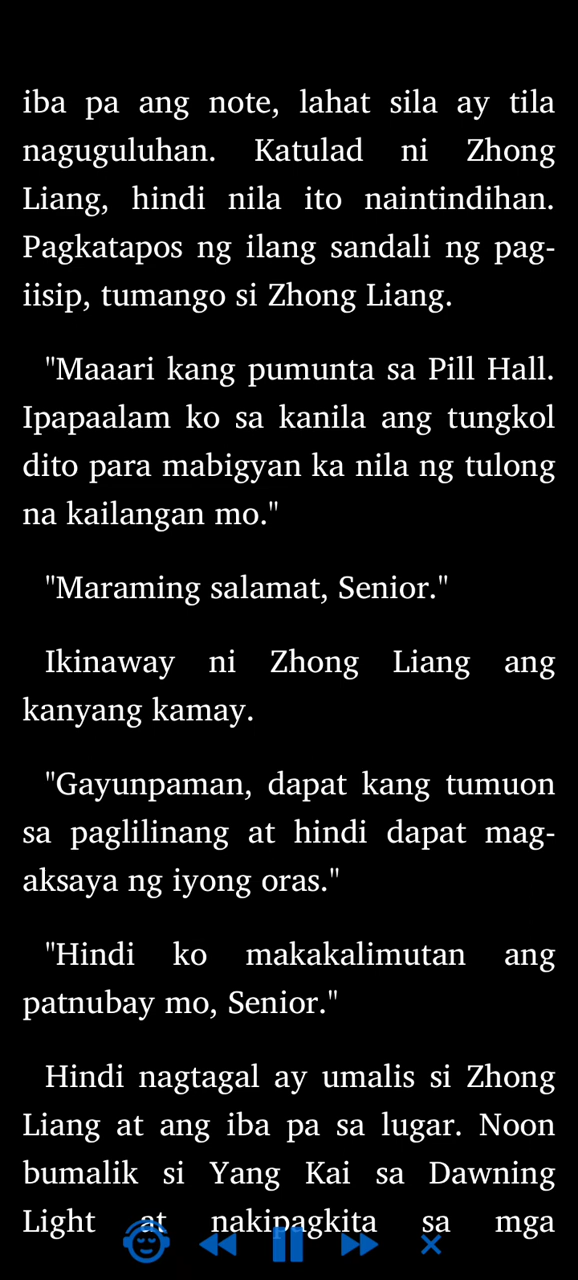 iba pa ang note, lahat sila ay tila
naguguluhan. Katulad ni Zhong
Liang, hindi nila ito naintindihan.
Pagkatapos ng ilang sandali ng pag-
iisip, tumango si Zhong Liang.
"Maaari kang pumunta sa Pill Hall.
Ipapaalam ko sa kanila ang tungkol
dito para mabigyan ka nila ng tulong
na kailangan mo."
"Maraming salamat, Senior."
Ikinaway ni Zhong Liang ang
kanyang kamay.
"Gayunpaman, dapat kang tumuon
sa paglilinang at hindi dapat mag-
aksaya ng iyong oras."
"Hindi ko makakalimutan ang
patnubay mo, Senior."
Hindi nagtagal ay umalis si Zhong
Liang at ang iba pa sa lugar. Noon
bumalik si Yang Kai sa Dawning
Light at nakipagkita sa mga